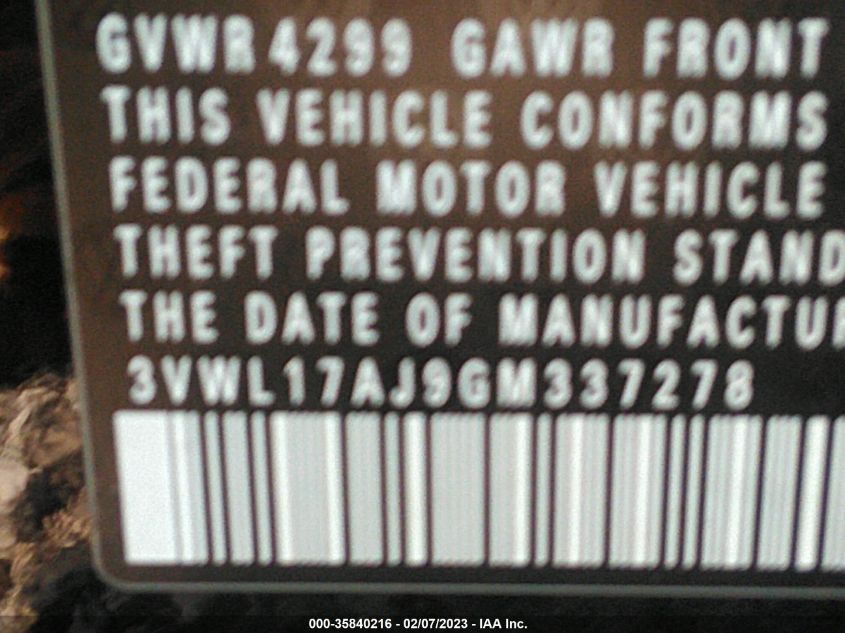 GVWR 4299 GAWR FRONT
THIS VEHICLE CONFORMS
FEDERAL MOTOR VEHICLE
THEFT PREVENTION STAND
THE DATE OF MANUFACTUR
3VWL17AJ9GM337278
000-35840216 - 02/07/2023 - IAA Inc.